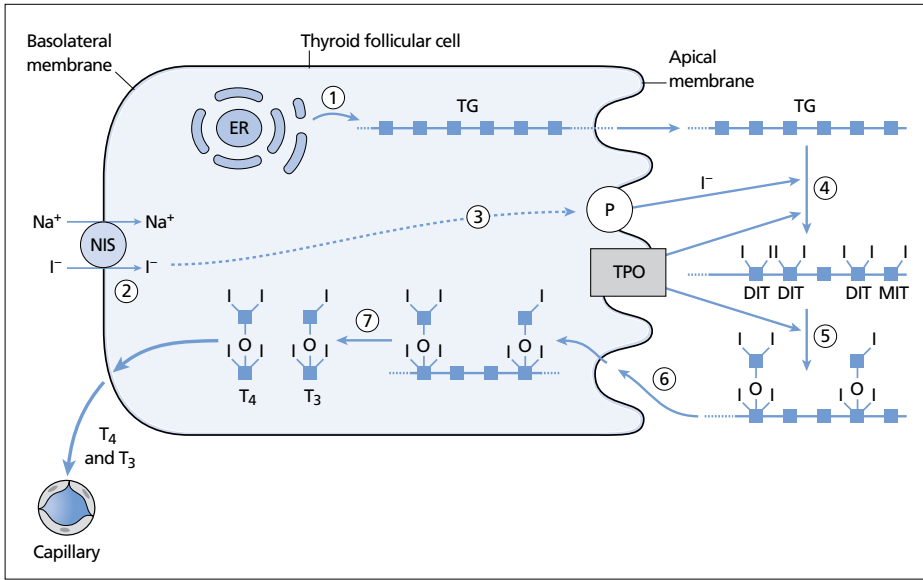 Basolateral
membrane
Thyroid follicular cell
Apical
membrane
1
ER
TG
TG
Na⁺
Na⁺
NIS
I⁻
I⁻
2
3
P
I⁻
4
TPO
I II I I I I
DIT DIT DIT MIT
5
I I I I I I
O O O O
I I I I I I I I
T₄ T₃
7
6
I I I
O O
I I I I
T₄
and T₃
Capillary